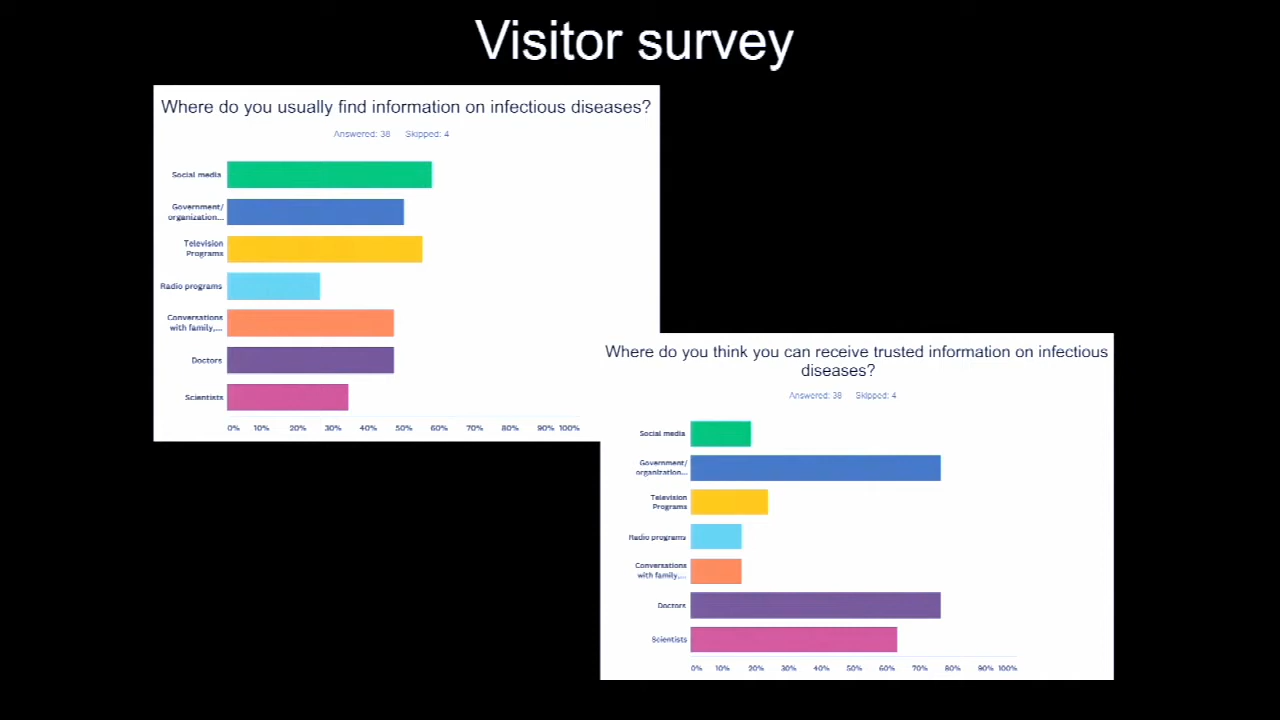 Visitor survey
Where do you usually find information on infectious diseases?
Answered: 38 Skipped: 4
Social media
Government/
organization...
Television
Programs
Radio programs
Conversations
with family,...
Doctors
Scientists
0% 10% 20% 30% 40% 50% 60% 70% 80% 90% 100%
Where do you think you can receive trusted information on infectious
diseases?
Answered: 38 Skipped: 4
Social media
Government/
organization...
Television
Programs
Radio programs
Conversations
with family,...
Doctors
Scientists
0% 10% 20% 30% 40% 50% 60% 70% 80% 90% 100%